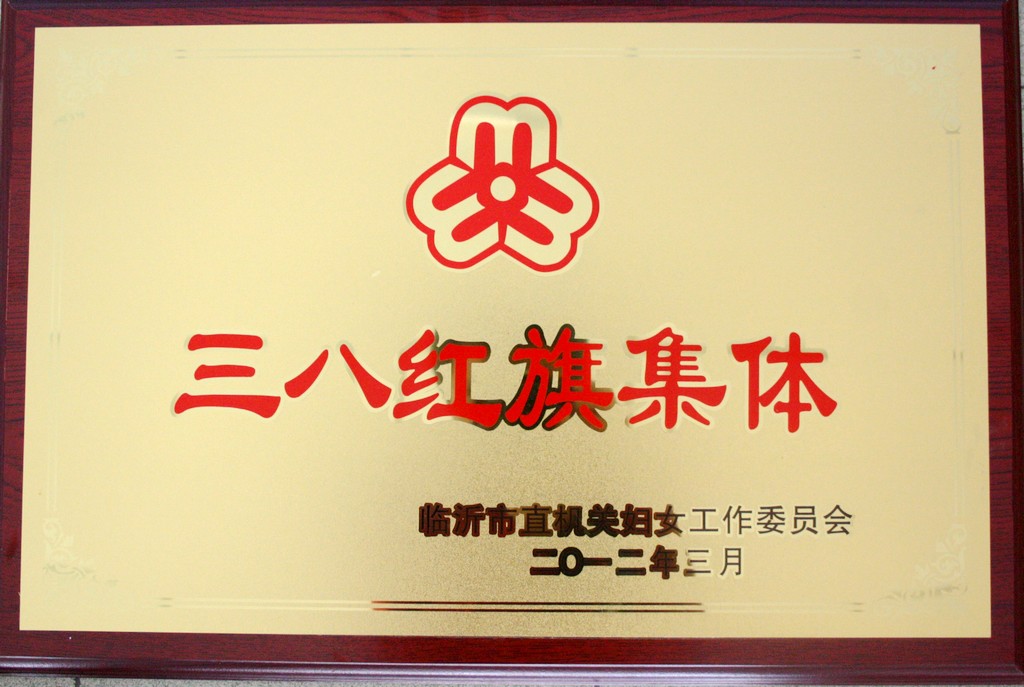 三八红旗集体
临沂市直机关妇女工作委员会
二〇一二年三月